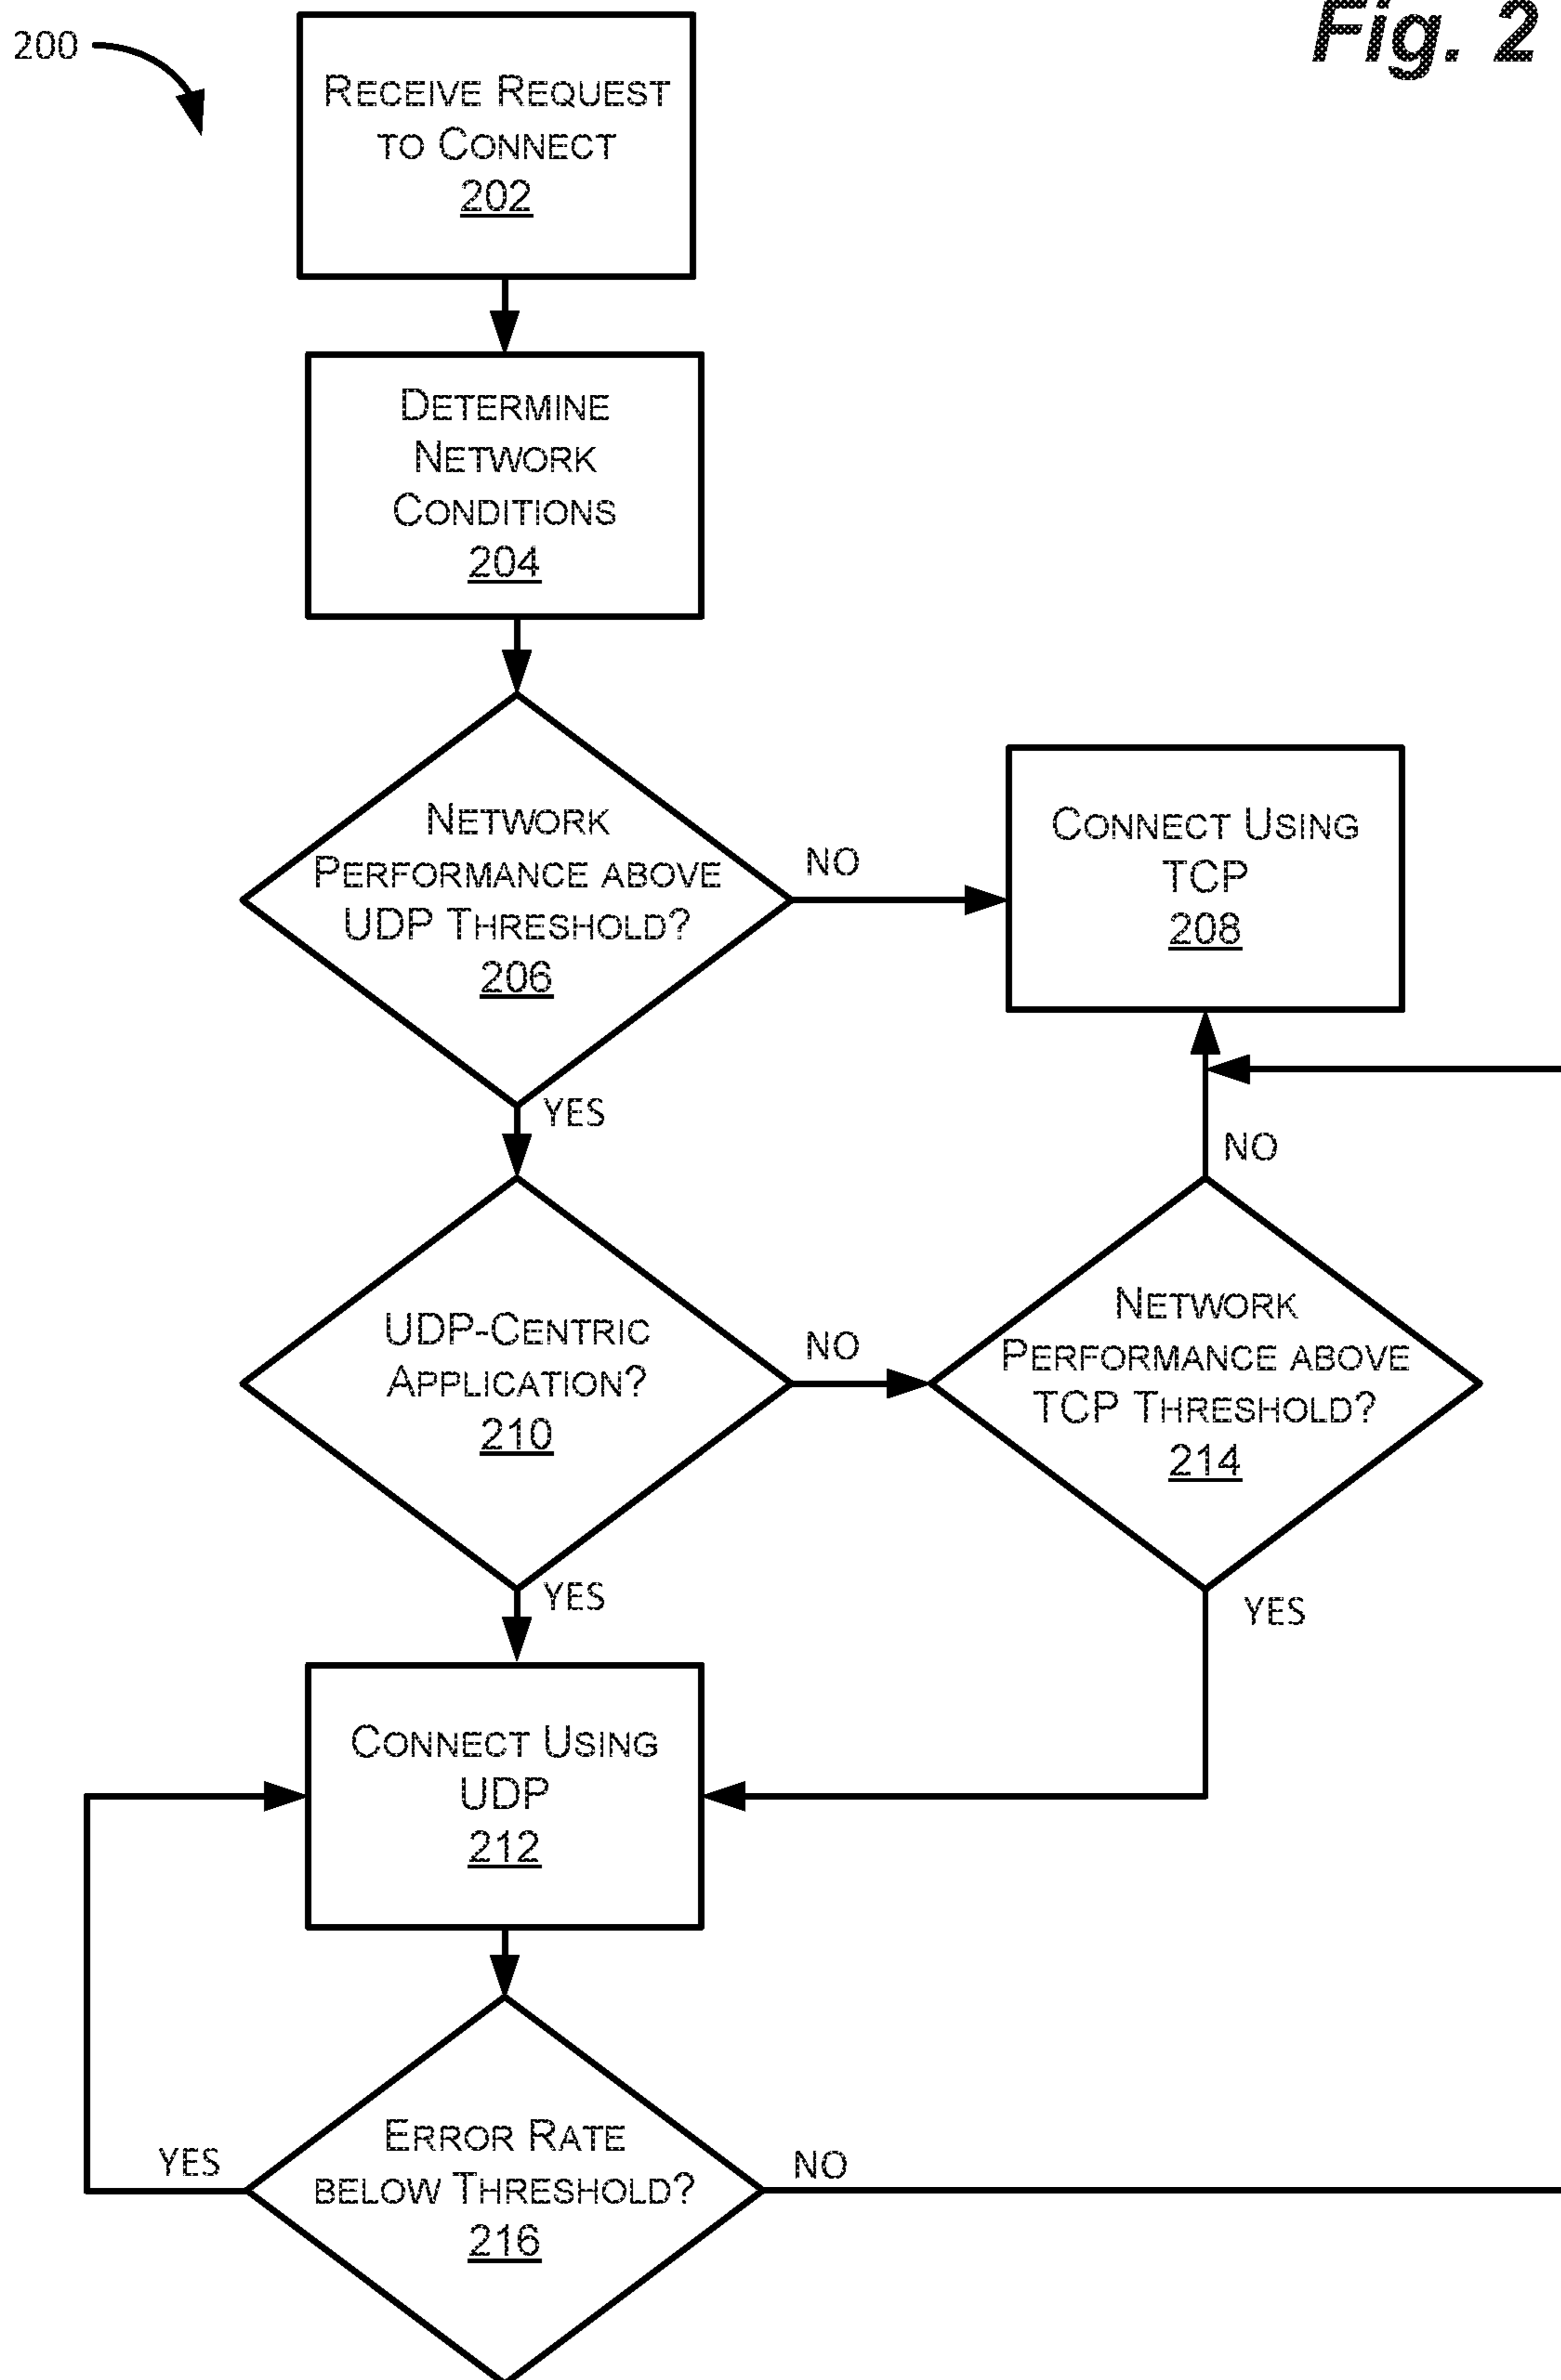 Fig. 2
200
RECEIVE REQUEST
TO CONNECT
202
DETERMINE
NETWORK
CONDITIONS
204
NETWORK
PERFORMANCE ABOVE
UDP THRESHOLD?
206
NO
CONNECT USING
TCP
208
YES
NO
UDP-CENTRIC
APPLICATION?
210
NO
NETWORK
PERFORMANCE ABOVE
TCP THRESHOLD?
214
YES
YES
CONNECT USING
UDP
212
YES
ERROR RATE
BELOW THRESHOLD?
216
NO